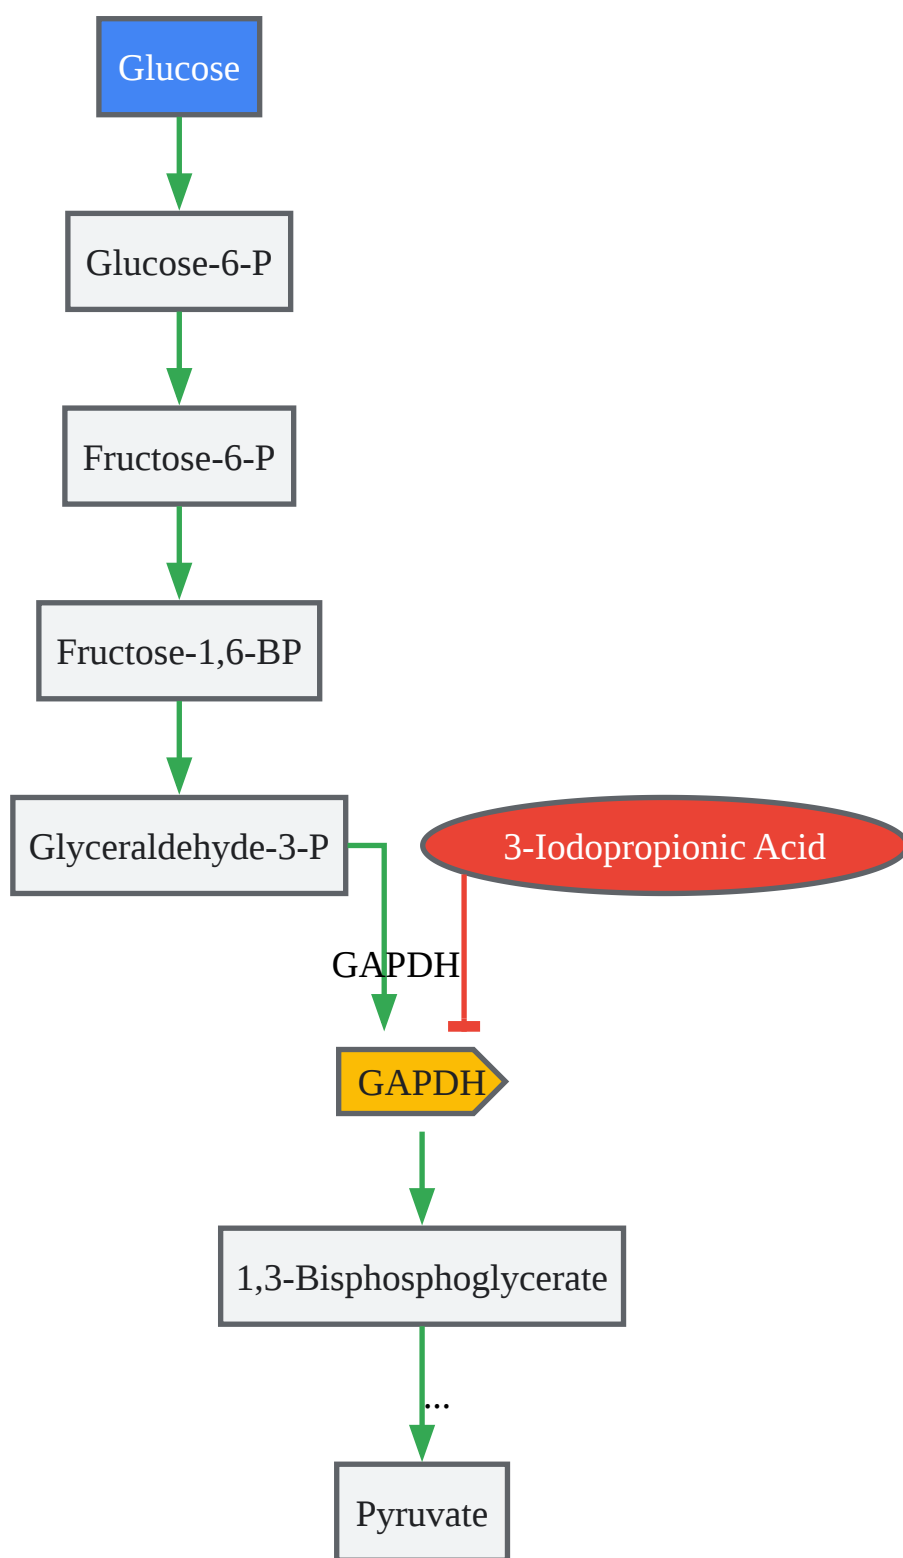 Glucose
Glucose-6-P
Fructose-6-P
Fructose-1,6-BP
Glyceraldehyde-3-P
3-Iodopropionic Acid
GAPDH
GAPDH
1,3-Bisphosphoglycerate
...
Pyruvate